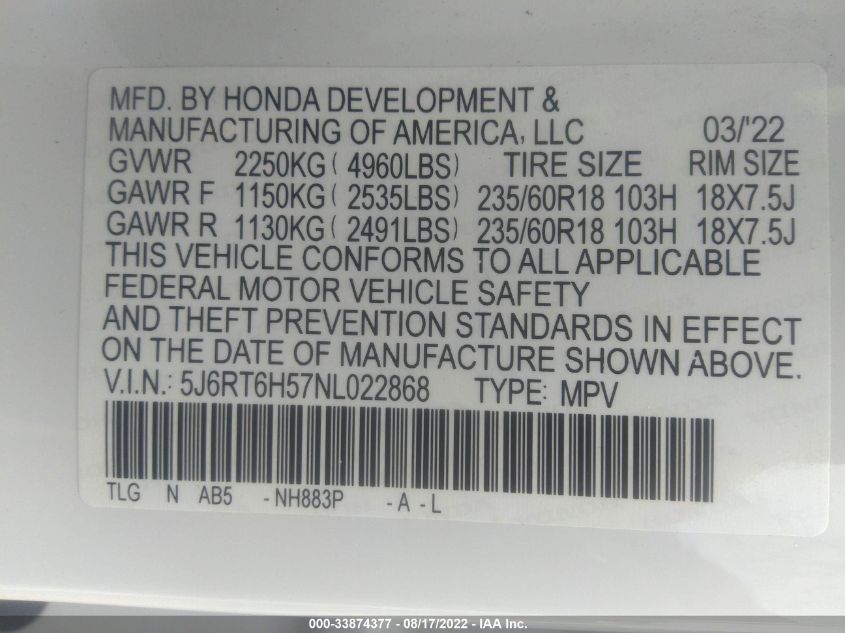 MFD. BY HONDA DEVELOPMENT &
MANUFACTURING OF AMERICA, LLC 03/'22
GVWR 2250KG ( 4960LBS) TIRE SIZE RIM SIZE
GAWR F 1150KG ( 2535LBS) 235/60R18 103H 18X7.5J
GAWR R 1130KG ( 2491LBS) 235/60R18 103H 18X7.5J
THIS VEHICLE CONFORMS TO ALL APPLICABLE
FEDERAL MOTOR VEHICLE SAFETY
AND THEFT PREVENTION STANDARDS IN EFFECT
ON THE DATE OF MANUFACTURE SHOWN ABOVE.
V.I.N.: 5J6RT6H57NL022868 TYPE: MPV
TLG N AB5 -NH883P -A -L
000-33874377 - 08/17/2022 - IAA Inc.